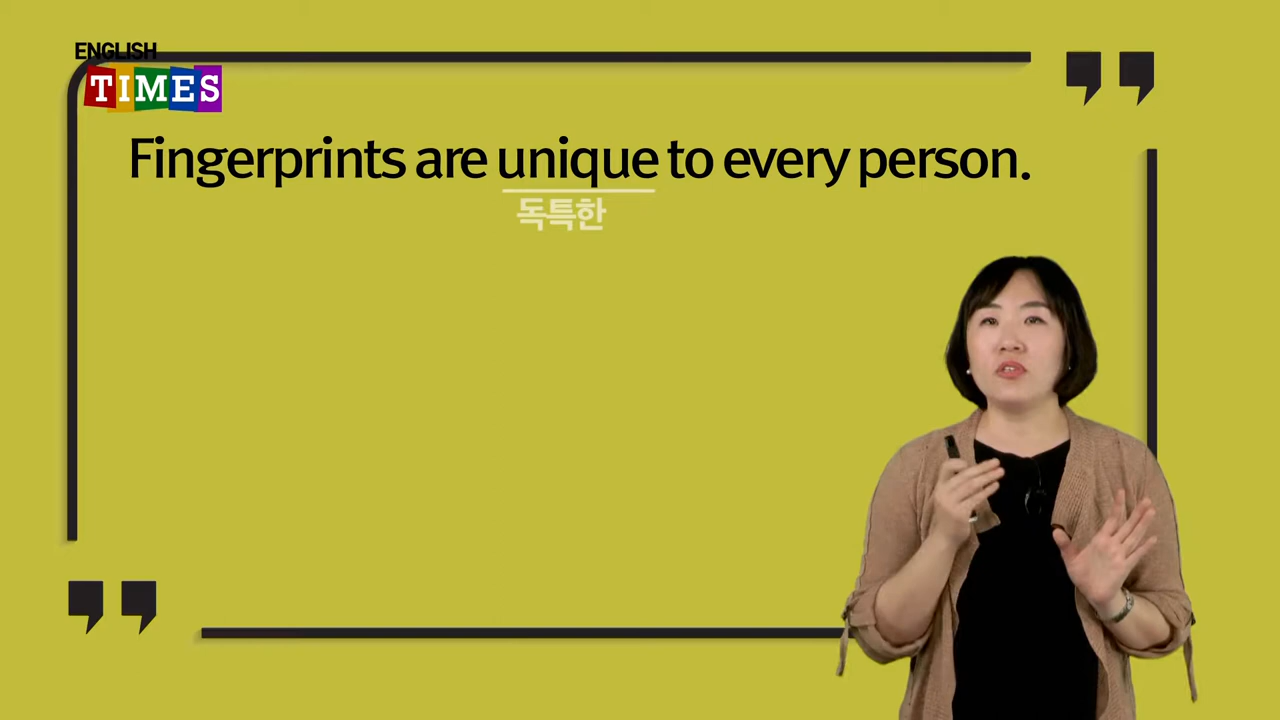 ENGLISH
TIMES
Fingerprints are unique to every person.
독특한